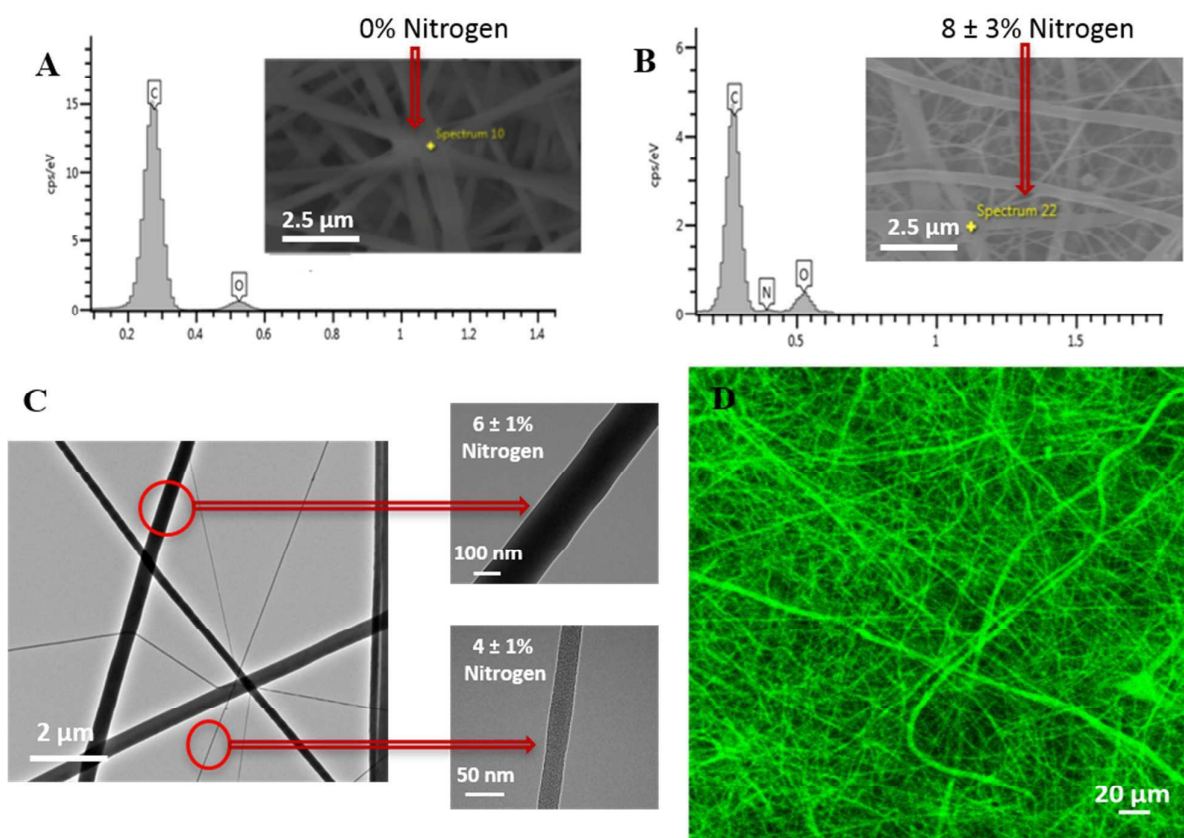 A
0% Nitrogen
cps/eV
15
10
5
0
C
O
Spectrum 10
2.5 µm
0.2
0.4
0.6
0.8
1
1.2
1.4
B
8 ± 3% Nitrogen
cps/eV
6
4
2
0
C
N
O
Spectrum 22
2.5 µm
0.5
1
1.5
C
2 µm
6 ± 1%
Nitrogen
100 nm
4 ± 1%
Nitrogen
50 nm
D
20 µm